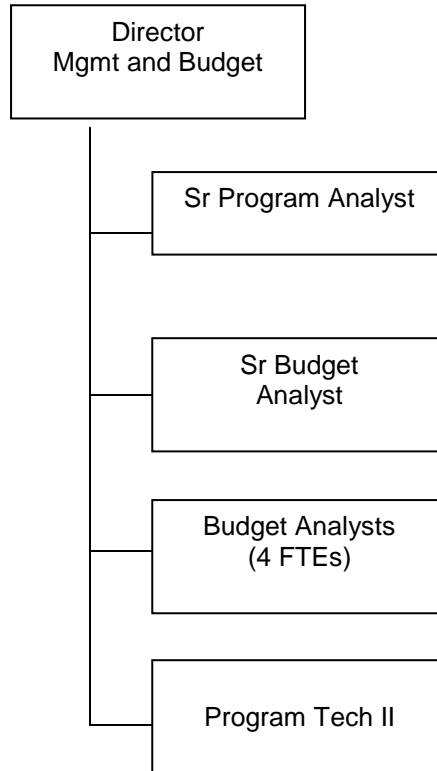 Director
Mgmt and Budget
Sr Program Analyst
Sr Budget
Analyst
Budget Analysts
(4 FTEs)
Program Tech II